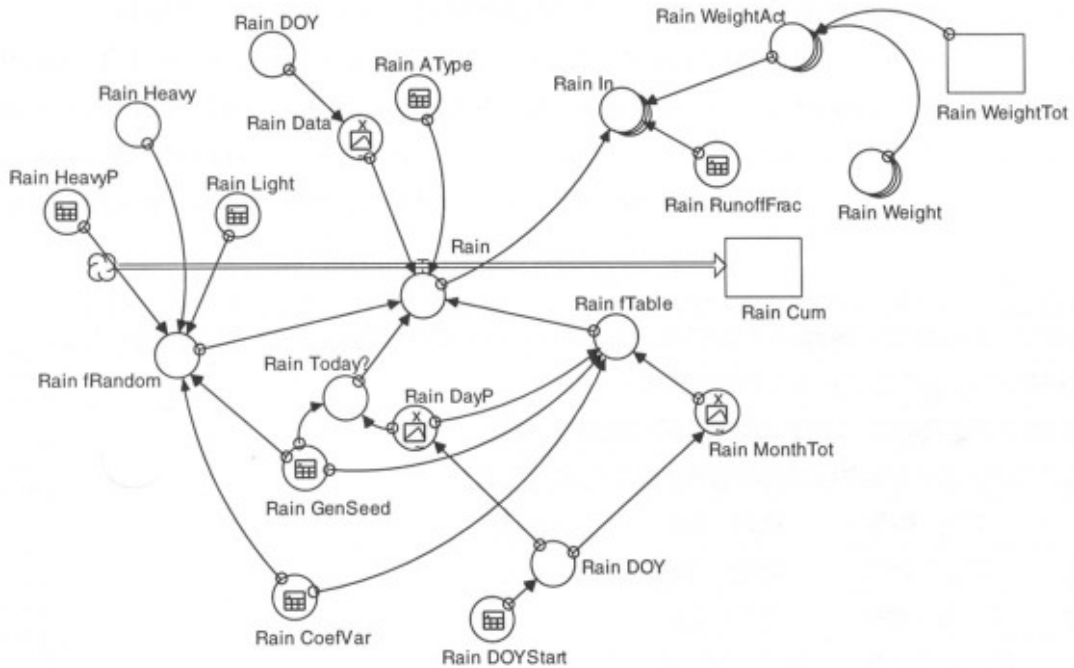 Rain DOY
Rain WeightAct
Rain AType
Rain In
Rain Heavy
Rain Data
Rain WeightTot
Rain HeavyP
Rain Light
Rain RunoffFrac
Rain Weight
Rain
Rain fTable
Rain Cum
Rain Today?
Rain fRandom
Rain DayP
Rain MonthTot
Rain GenSeed
Rain DOY
Rain CoefVar
Rain DOYStart